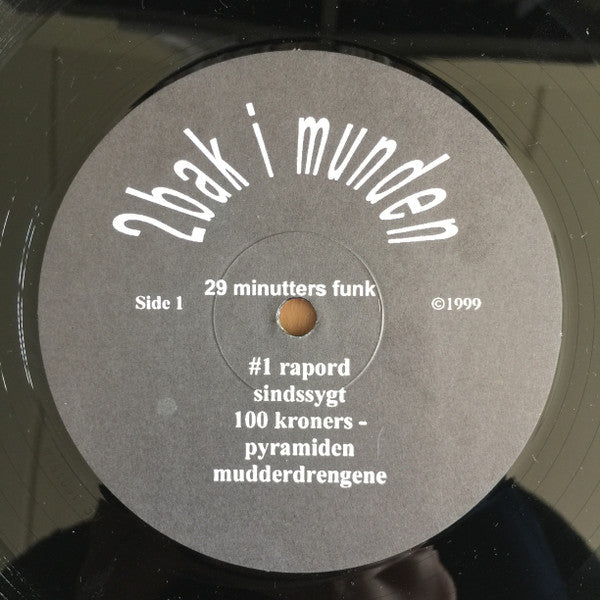 2bak i munden
29 minutters funk
Side 1
©1999
#1 rapord
sindssygt
100 kroners -
pyramiden
mudderdrengene